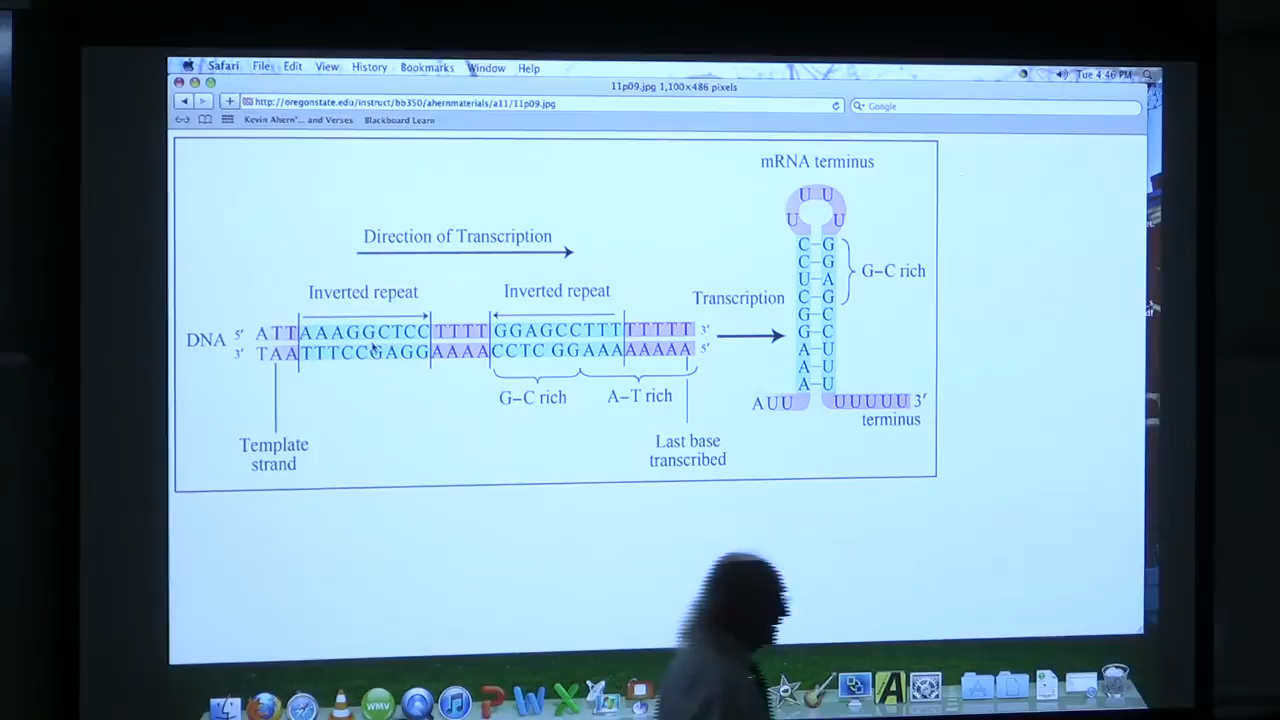 Safari File Edit View History Bookmarks Window Help Tue 4:46 PM
11p09.jpg 1,100×486 pixels
http://oregonstate.edu/instruct/bb350/ahernmaterials/a11/11p09.jpg Google
Kevin Ahern'... and Verses Blackboard Learn
mRNA terminus
U U
U U
Direction of Transcription
C–G
C–G
U–A
C–G
G–C
G–C
A–U
A–U
A–U
G–C rich
Inverted repeat Inverted repeat
Transcription
DNA 5′ ATTAAAGGCTCCTTTTGGAGCCTTTTTTTT 3′
3′ TAATTTCCGAGGAAAACCTCGGAAAAAAAA 5′
G–C rich A–T rich
AUU UUUUU 3′
terminus
Template
strand
Last base
transcribed
WMV P W X A